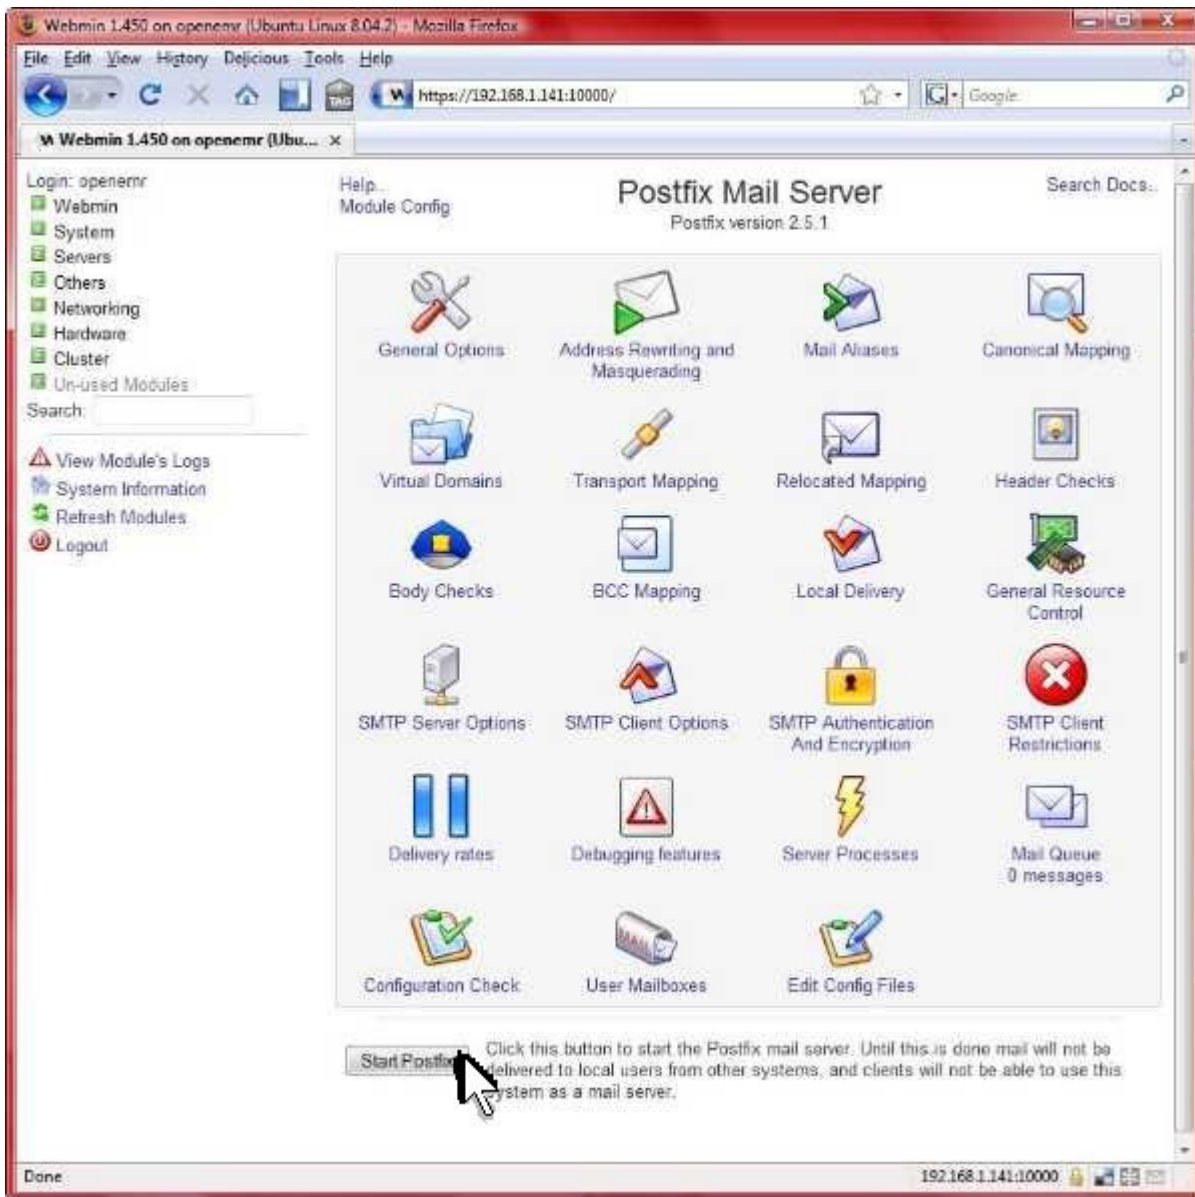 Webmin 1.450 on openemr (Ubuntu Linux 8.04.2) - Mozilla Firefox
File Edit View History Delicious Tools Help
TAG
https://192.168.1.141:10000/
Google
Webmin 1.450 on openemr (Ubu...
Login: openemr
Webmin
System
Servers
Others
Networking
Hardware
Cluster
Un-used Modules
Search:
View Module's Logs
System Information
Refresh Modules
Logout
Help..
Module Config
Postfix Mail Server
Postfix version 2.5.1
Search Docs..
General Options
Address Rewriting and
Masquerading
Mail Aliases
Canonical Mapping
Virtual Domains
Transport Mapping
Relocated Mapping
Header Checks
Body Checks
BCC Mapping
Local Delivery
General Resource
Control
SMTP Server Options
SMTP Client Options
SMTP Authentication
And Encryption
SMTP Client
Restrictions
Delivery rates
Debugging features
Server Processes
Mail Queue
0 messages
Configuration Check
MAIL
User Mailboxes
Edit Config Files
Start Postfix
Click this button to start the Postfix mail server. Until this is done mail will not be
delivered to local users from other systems, and clients will not be able to use this
system as a mail server.
Done
192.168.1.141:10000